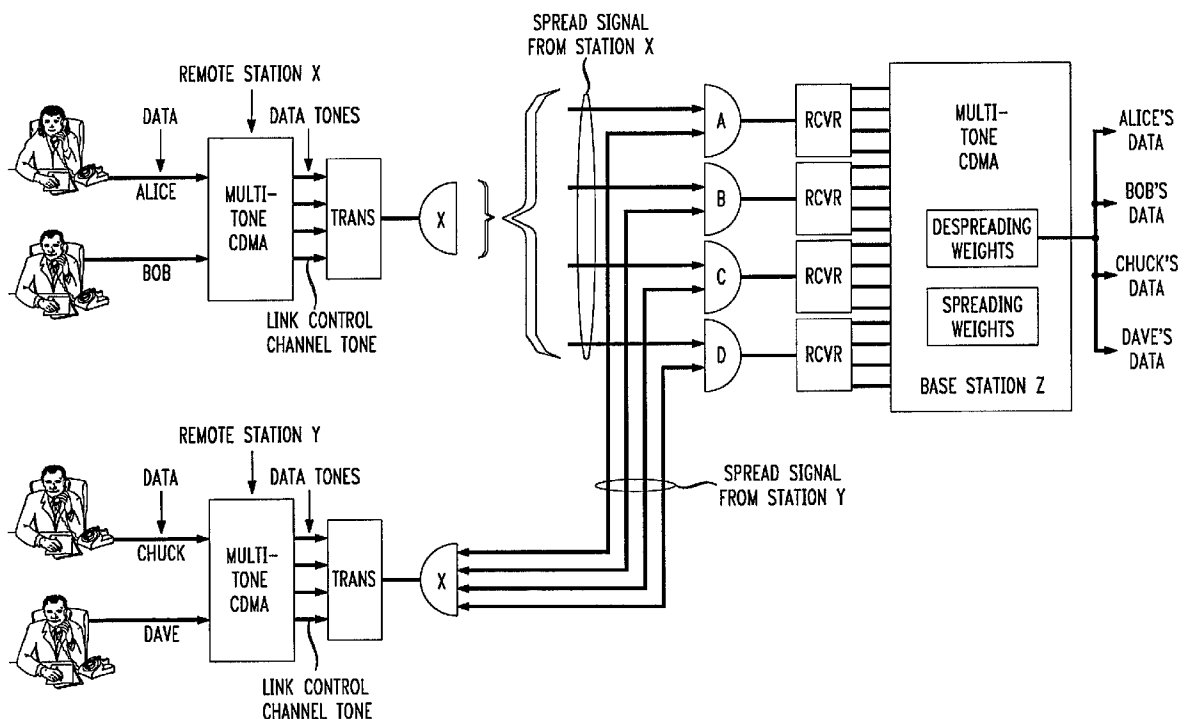 SPREAD SIGNAL
FROM STATION X
REMOTE STATION X
DATA
DATA TONES
ALICE
BOB
MULTI-
TONE
CDMA
TRANS
X
LINK CONTROL
CHANNEL TONE
A
B
C
D
RCVR
RCVR
RCVR
RCVR
MULTI-
TONE
CDMA
DESPREADING
WEIGHTS
SPREADING
WEIGHTS
BASE STATION Z
ALICE'S
DATA
BOB'S
DATA
CHUCK'S
DATA
DAVE'S
DATA
REMOTE STATION Y
DATA
DATA TONES
CHUCK
DAVE
MULTI-
TONE
CDMA
TRANS
X
LINK CONTROL
CHANNEL TONE
SPREAD SIGNAL
FROM STATION Y